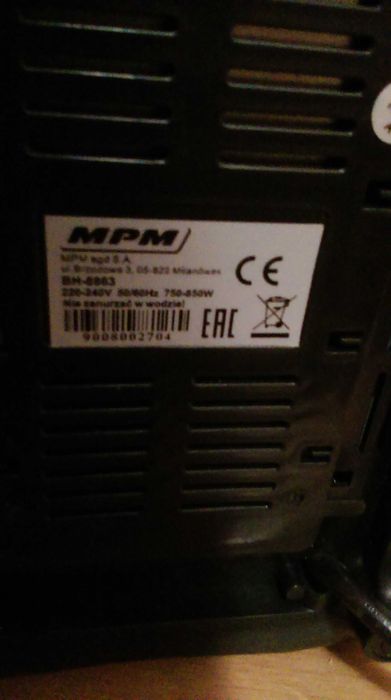 MPM
MPM agd S.A.
ul. Brzozowa 3, 05-822 Milanówek
BH-8863
220-240V 50/60Hz 750-850W
Nie zanurzać w wodzie!
CE
EAC
9008002704